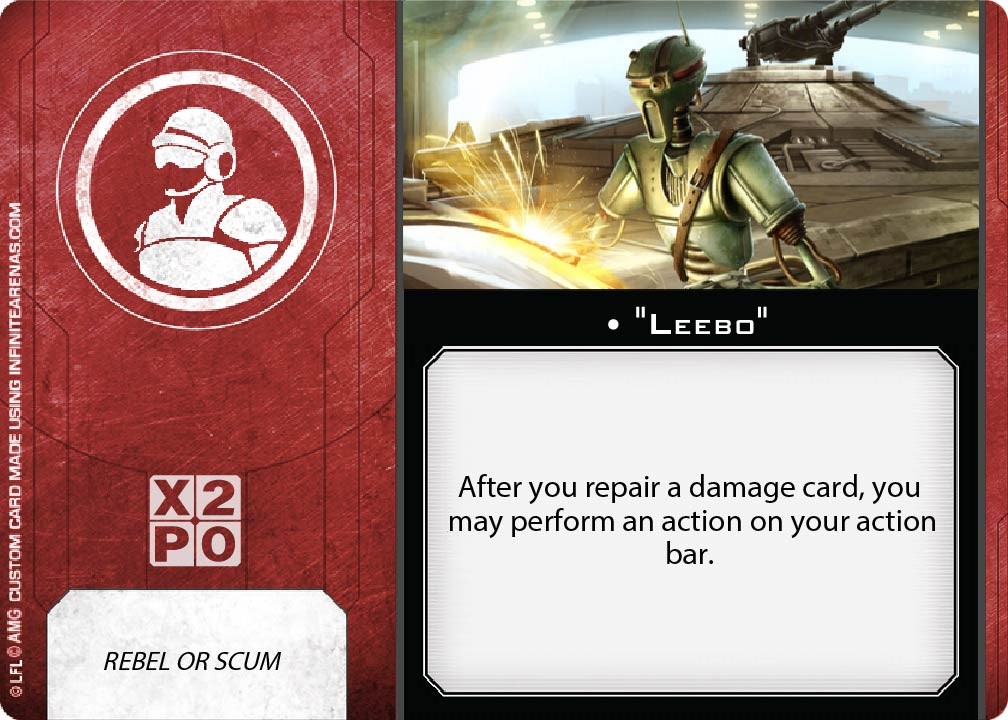 • "Leebo"
After you repair a damage card, you
may perform an action on your action
bar.
X2
PO
REBEL OR SCUM
© LFL © AMG CUSTOM CARD MADE USING INFINITEARENAS.COM